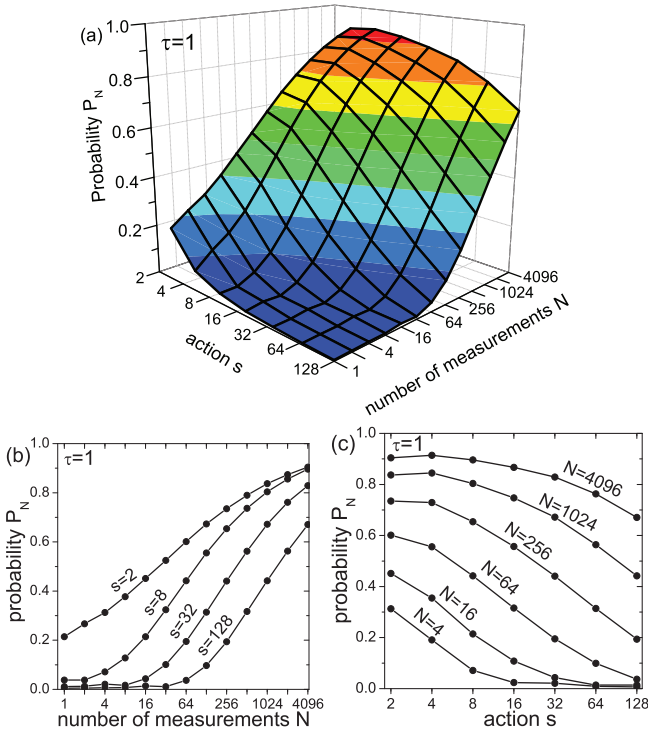 (a)
τ=1
Probability P_N
1.0
0.8
0.6
0.4
0.2
2
4
8
16
32
64
128
action s
1
4
16
64
256
1024
4096
number of measurements N
(b)
τ=1
probability P_N
1.0
0.8
0.6
0.4
0.2
0.0
s=2
s=8
s=32
s=128
1 4 16 64 256 1024 4096
number of measurements N
(c)
τ=1
probability P_N
1.0
0.8
0.6
0.4
0.2
0.0
N=4096
N=1024
N=256
N=64
N=16
N=4
2 4 8 16 32 64 128
action s